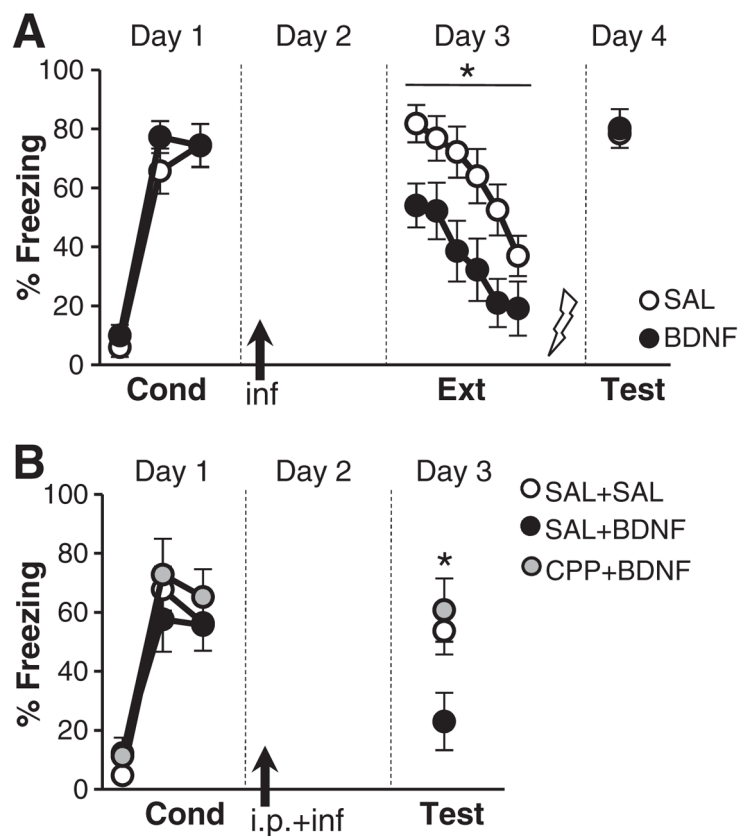 A
Day 1 Day 2 Day 3 Day 4
100
*
80
60
40
20
0
% Freezing
SAL
BDNF
inf
Cond Ext Test
B
Day 1 Day 2 Day 3
100
80
60
40
20
0
% Freezing
SAL+SAL
SAL+BDNF
CPP+BDNF
*
Cond Test
i.p.+inf